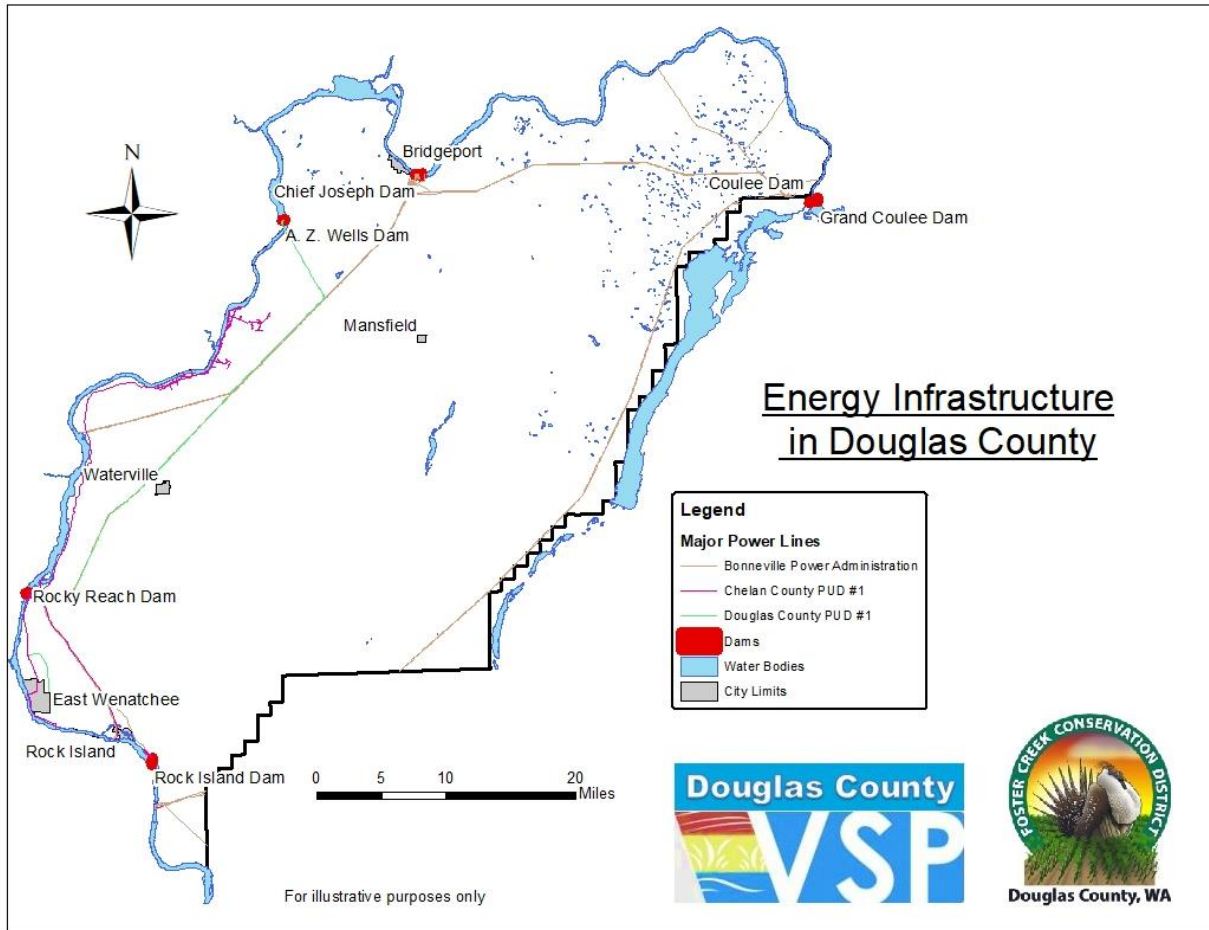 N
Bridgeport
Chief Joseph Dam
Coulee Dam
Grand Coulee Dam
A. Z. Wells Dam
Mansfield
Energy Infrastructure
in Douglas County
Waterville
Legend
Major Power Lines
Bonneville Power Administration
Chelan County PUD #1
Douglas County PUD #1
Dams
Water Bodies
City Limits
Rocky Reach Dam
East Wenatchee
Rock Island
Rock Island Dam
0 5 10 20
Miles
For illustrative purposes only
Douglas County
VSP
FOSTER CREEK CONSERVATION DISTRICT
Douglas County, WA